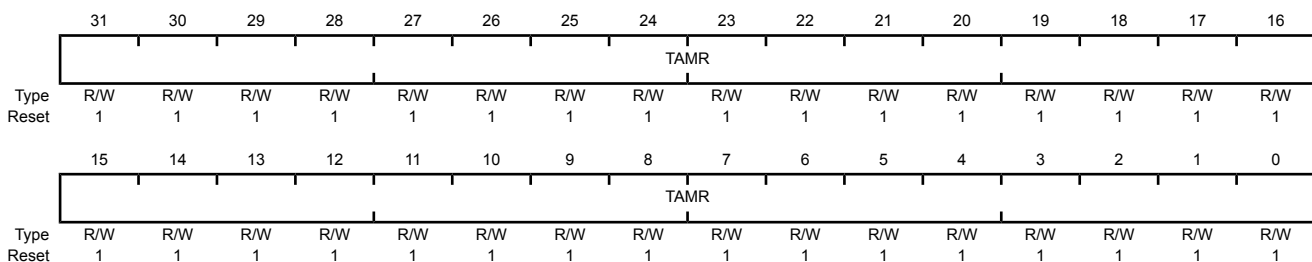 31 30 29 28 27 26 25 24 23 22 21 20 19 18 17 16
TAMR
Type R/W R/W R/W R/W R/W R/W R/W R/W R/W R/W R/W R/W R/W R/W R/W R/W
Reset 1 1 1 1 1 1 1 1 1 1 1 1 1 1 1 1
15 14 13 12 11 10 9 8 7 6 5 4 3 2 1 0
TAMR
Type R/W R/W R/W R/W R/W R/W R/W R/W R/W R/W R/W R/W R/W R/W R/W R/W
Reset 1 1 1 1 1 1 1 1 1 1 1 1 1 1 1 1